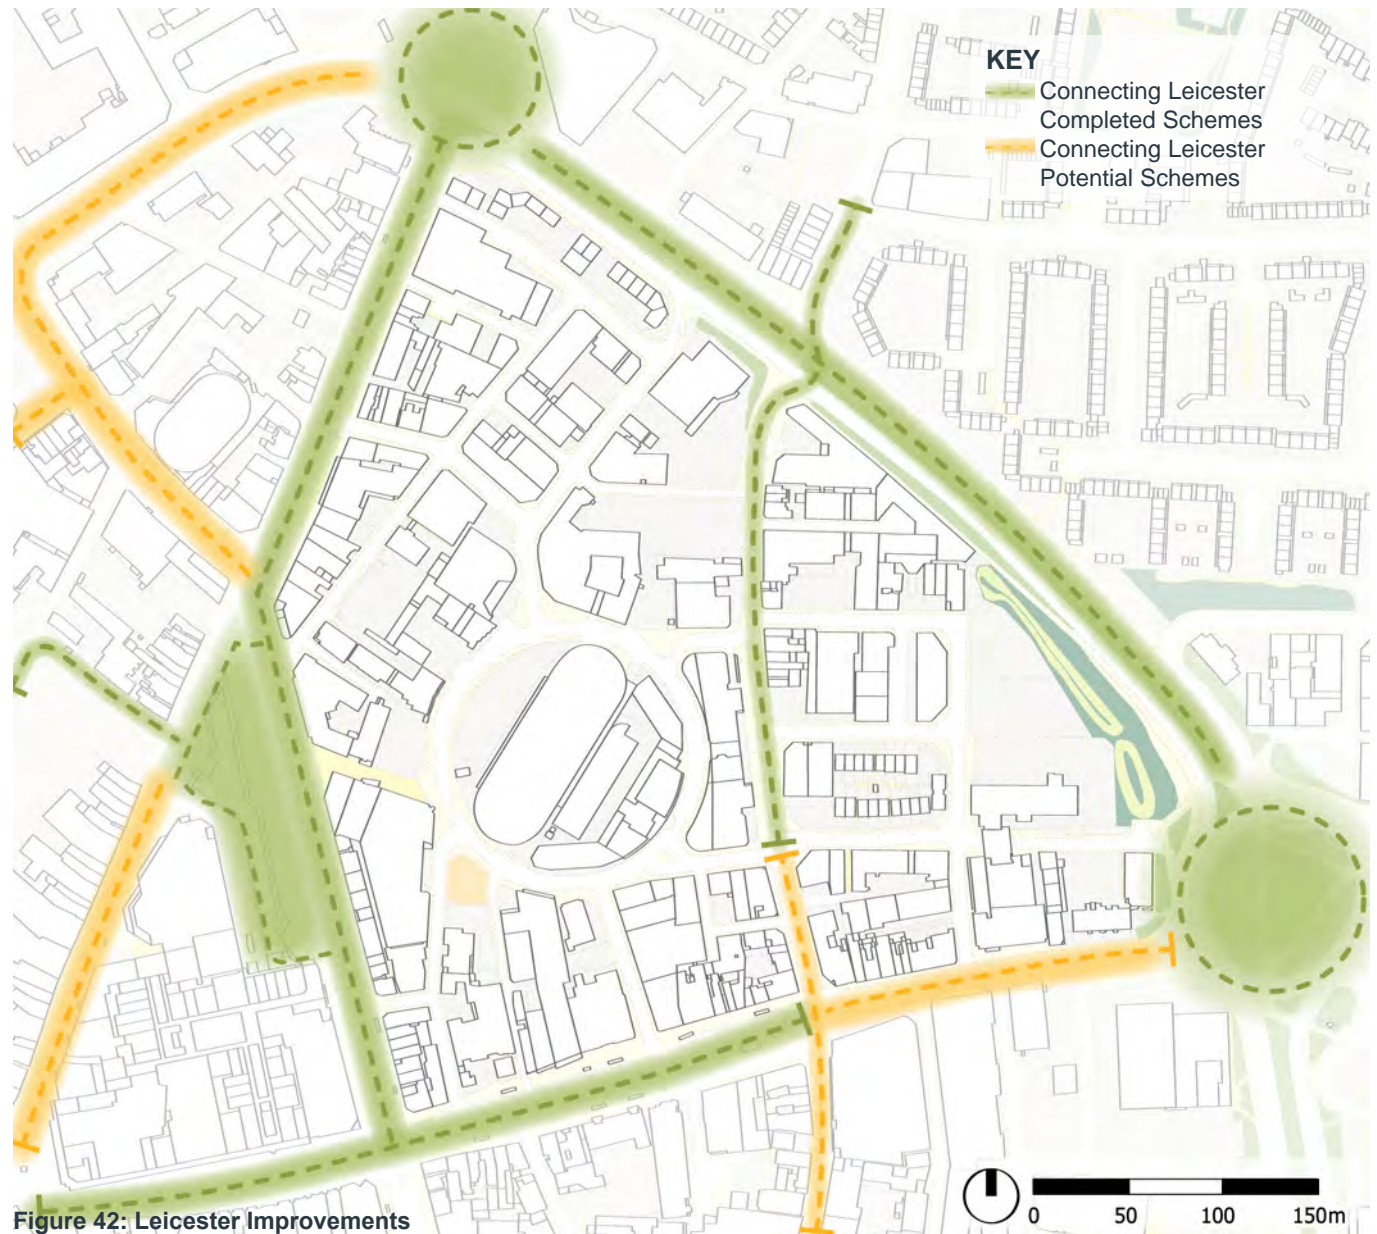 KEY
Connecting Leicester
Completed Schemes
Connecting Leicester
Potential Schemes
0 50 100 150m
Figure 42: Leicester Improvements